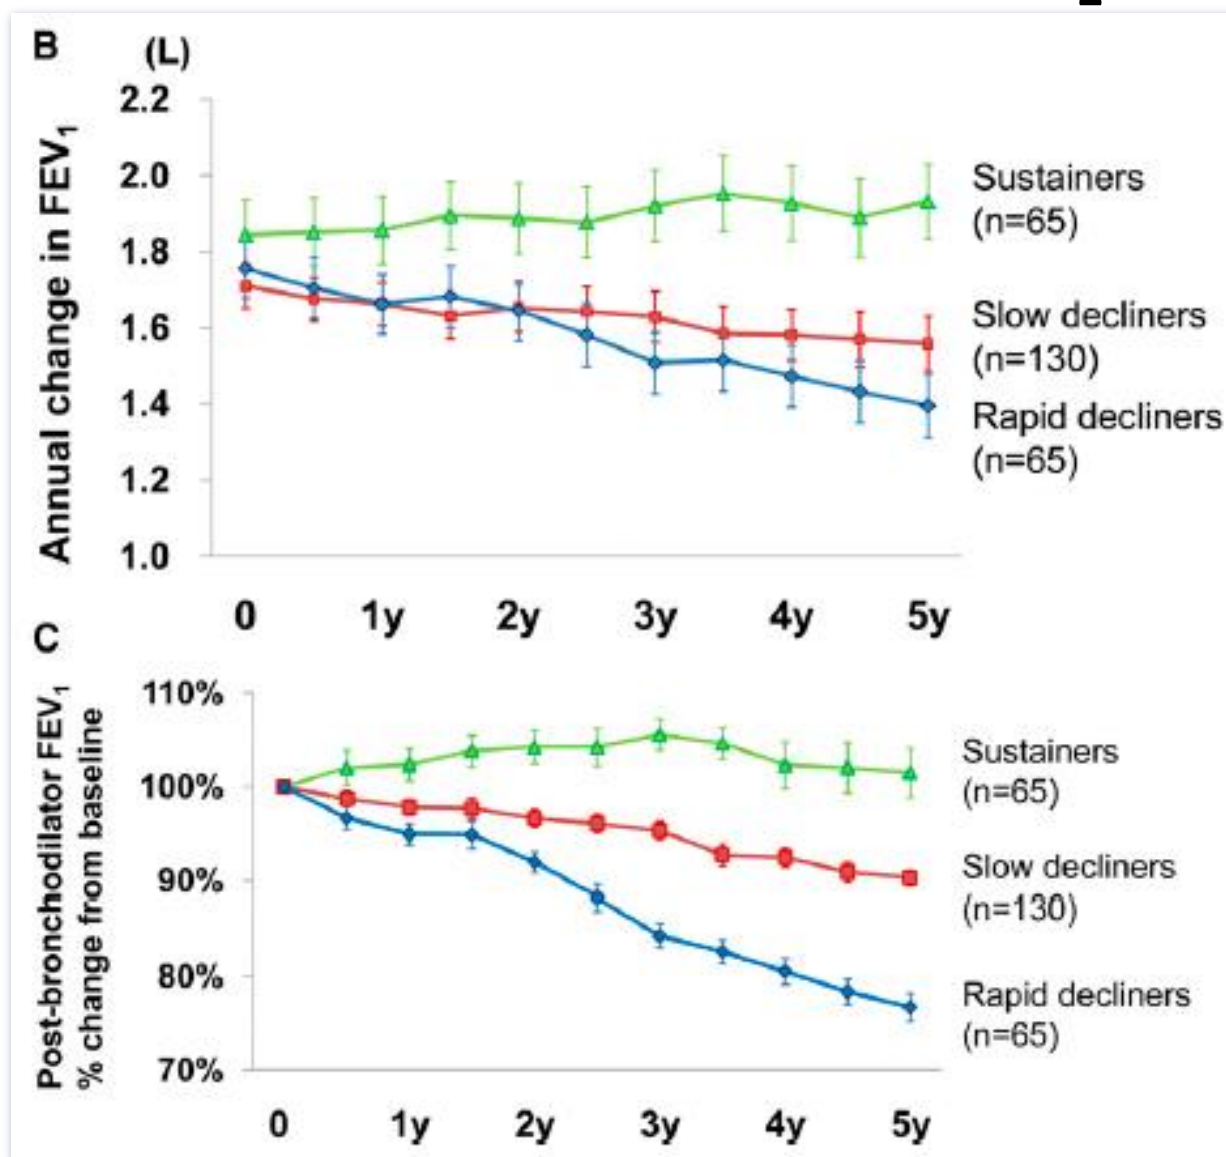 B
(L)
Annual change in FEV₁
2.2
2.0
1.8
1.6
1.4
1.2
1.0
Sustainers
(n=65)
Slow decliners
(n=130)
Rapid decliners
(n=65)
0 1y 2y 3y 4y 5y
C
Post-bronchodilator FEV₁
% change from baseline
110%
100%
90%
80%
70%
Sustainers
(n=65)
Slow decliners
(n=130)
Rapid decliners
(n=65)
0 1y 2y 3y 4y 5y